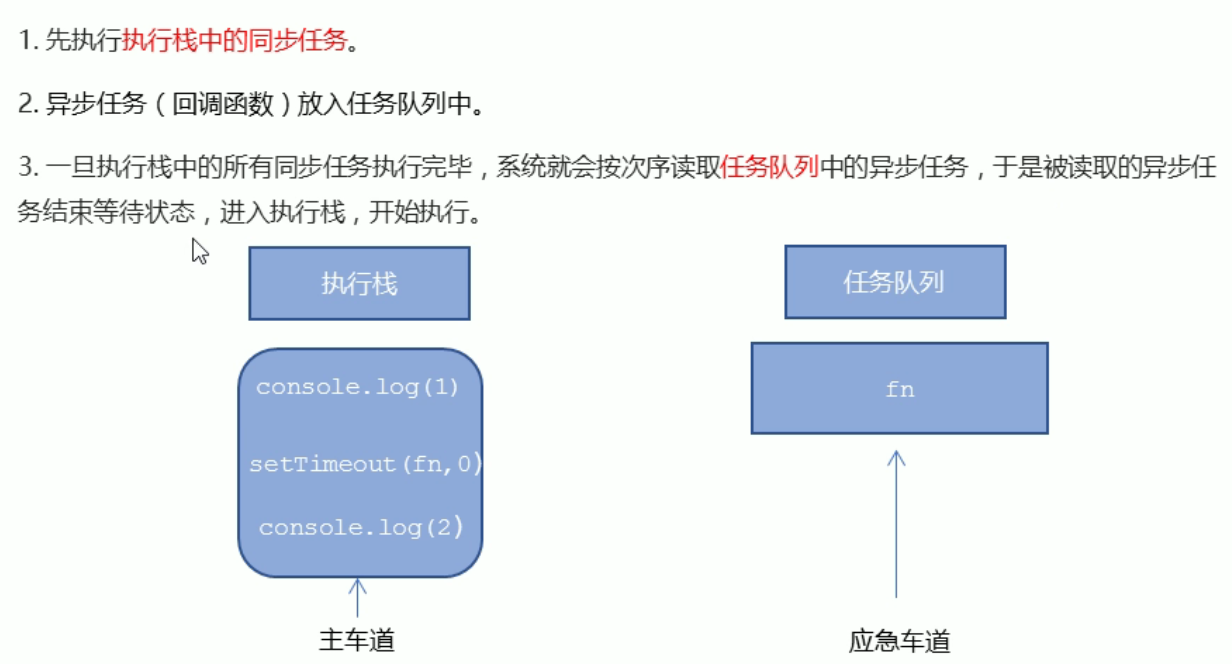 1. 先执行执行栈中的同步任务。
2. 异步任务（回调函数）放入任务队列中。
3. 一旦执行栈中的所有同步任务执行完毕，系统就会按次序读取任务队列中的异步任务，于是被读取的异步任
务结束等待状态，进入执行栈，开始执行。
执行栈
任务队列
console.log(1)
fn
setTimeout(fn,0)
console.log(2)
主车道
应急车道